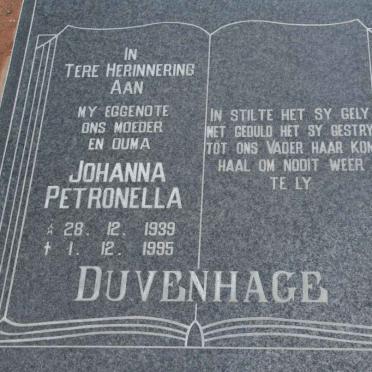 IN
TERE HERINNERING
AAN
MY EGGENOTE
ONS MOEDER
EN OUMA
JOHANNA
PETRONELLA
* 28. 12. 1939
† 1. 12. 1995
IN STILTE HET SY GELY
MET GEDULD HET SY GESTRY
TOT ONS VADER HAAR KOM
HAAL OM NOOIT WEER
TE LY
DUVENHAGE